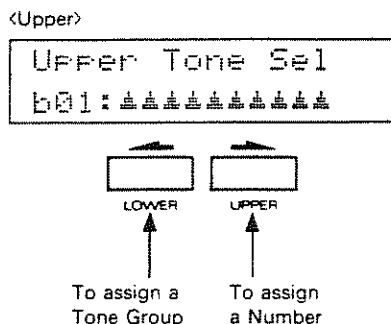 <Upper>
Upper Tone Sel
b01:
LOWER
UPPER
To assign a
Tone Group
To assign
a Number